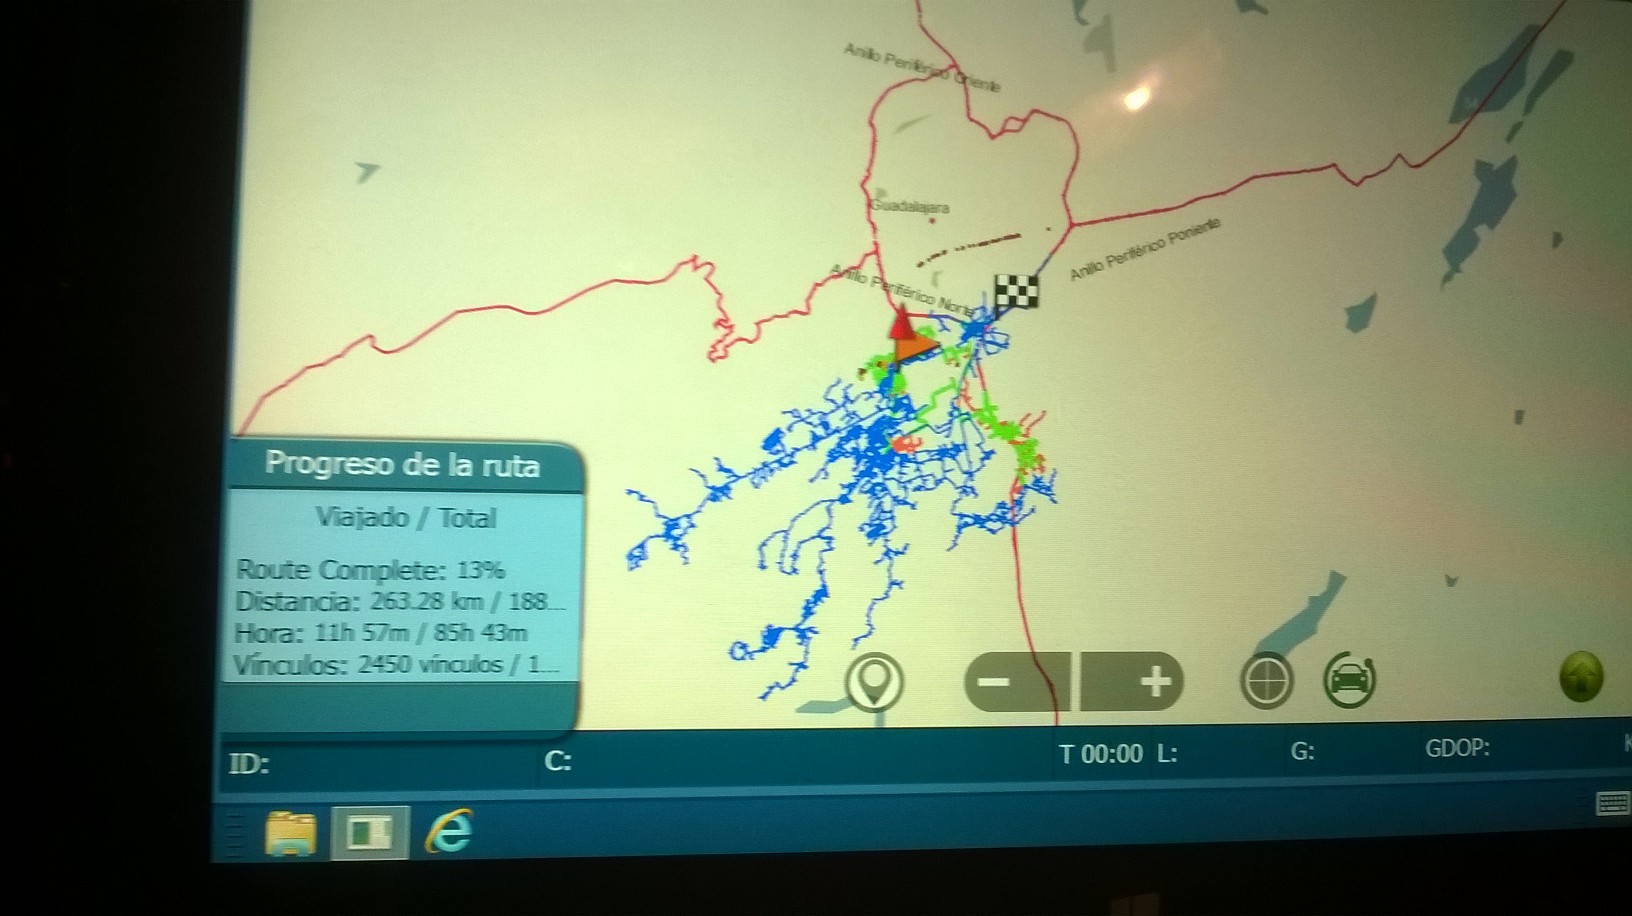 Anillo Periférico Oriente
Guadalajara
Anillo Periférico Poniente
Anillo Periférico Norte
Progreso de la ruta
Viajado / Total
Route Complete: 13%
Distancia: 263.28 km / 188...
Hora: 11h 57m / 85h 43m
Vínculos: 2450 vínculos / 1...
ID: C: T 00:00 L: G: GDOP: